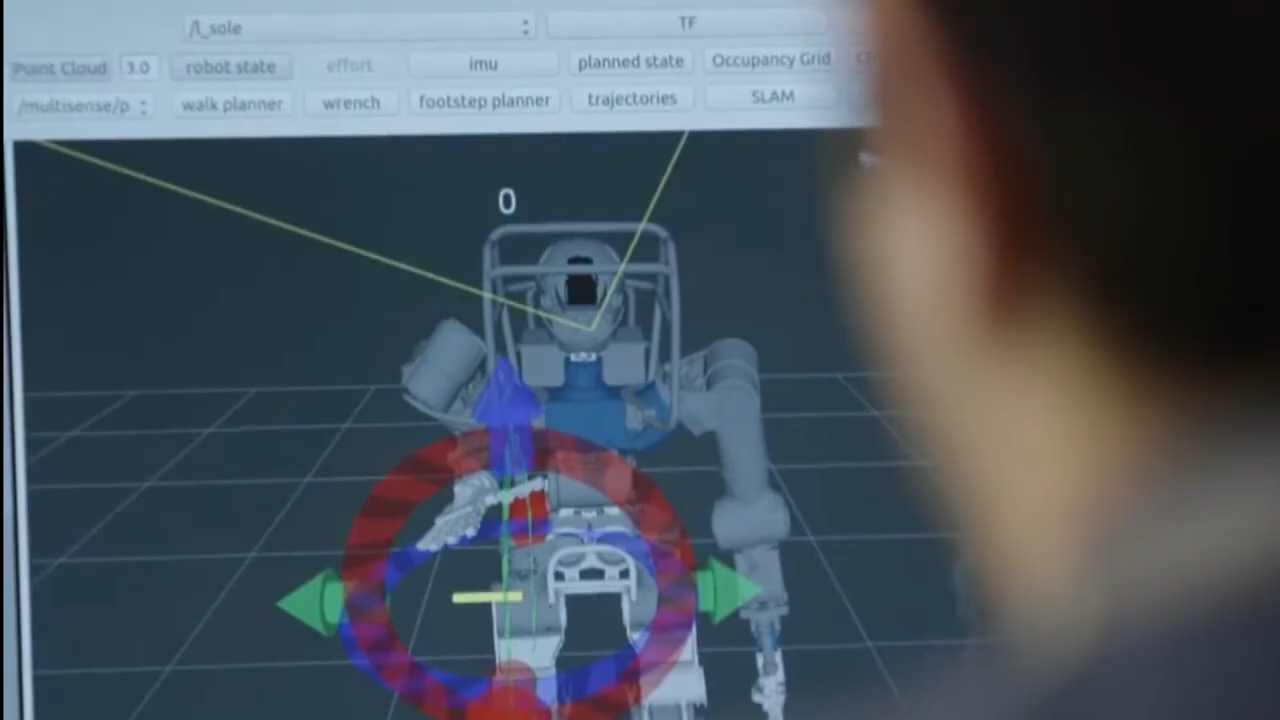 /l_sole TF
Point Cloud 3.0 robot state effort imu planned state Occupancy Grid
/multisense/p walk planner wrench footstep planner trajectories SLAM
0